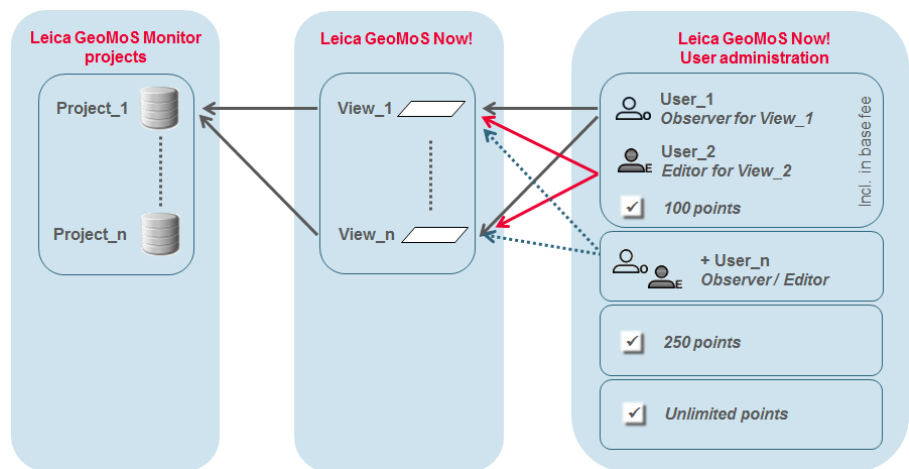 Leica GeoMoS Monitor
projects
Project_1
Project_n
Leica GeoMoS Now!
View_1
View_n
Leica GeoMoS Now!
User administration
User_1
Observer for View_1
User_2
Editor for View_2
100 points
Incl. in base fee
O
E
+ User_n
Observer / Editor
O
E
250 points
Unlimited points